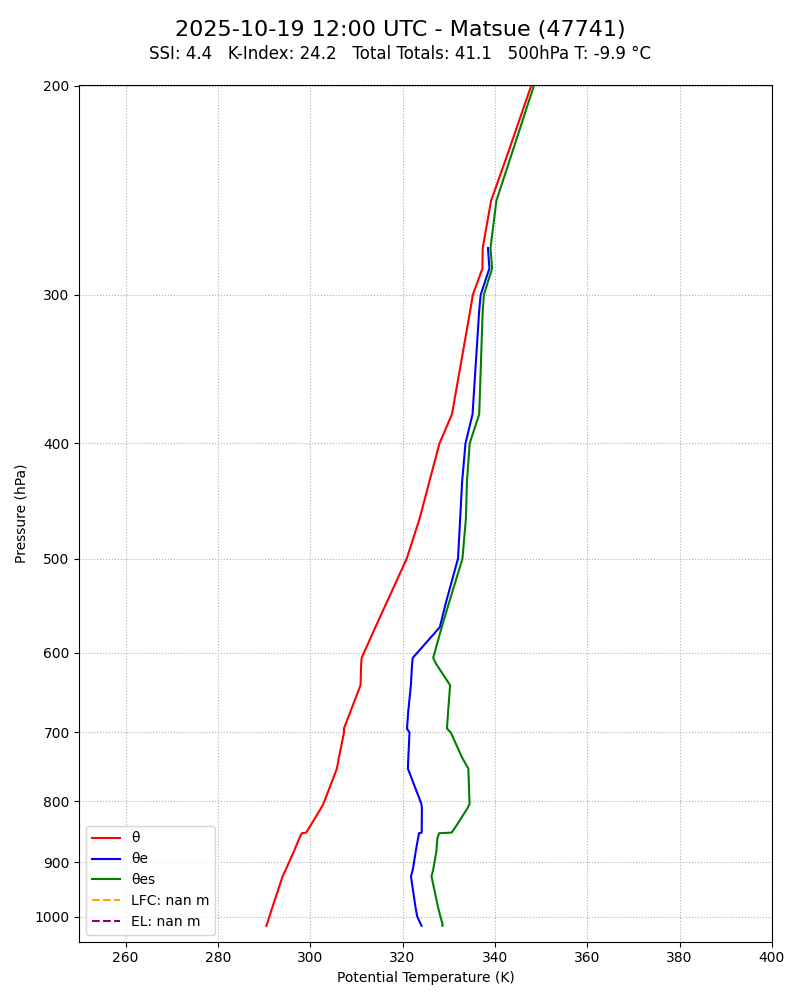 2025-10-19 12:00 UTC - Matsue (47741)
SSI: 4.4   K-Index: 24.2   Total Totals: 41.1   500hPa T: -9.9 °C
200
300
400
500
600
700
800
900
1000
Pressure (hPa)
θ
θe
θes
LFC: nan m
EL: nan m
260 280 300 320 340 360 380 400
Potential Temperature (K)